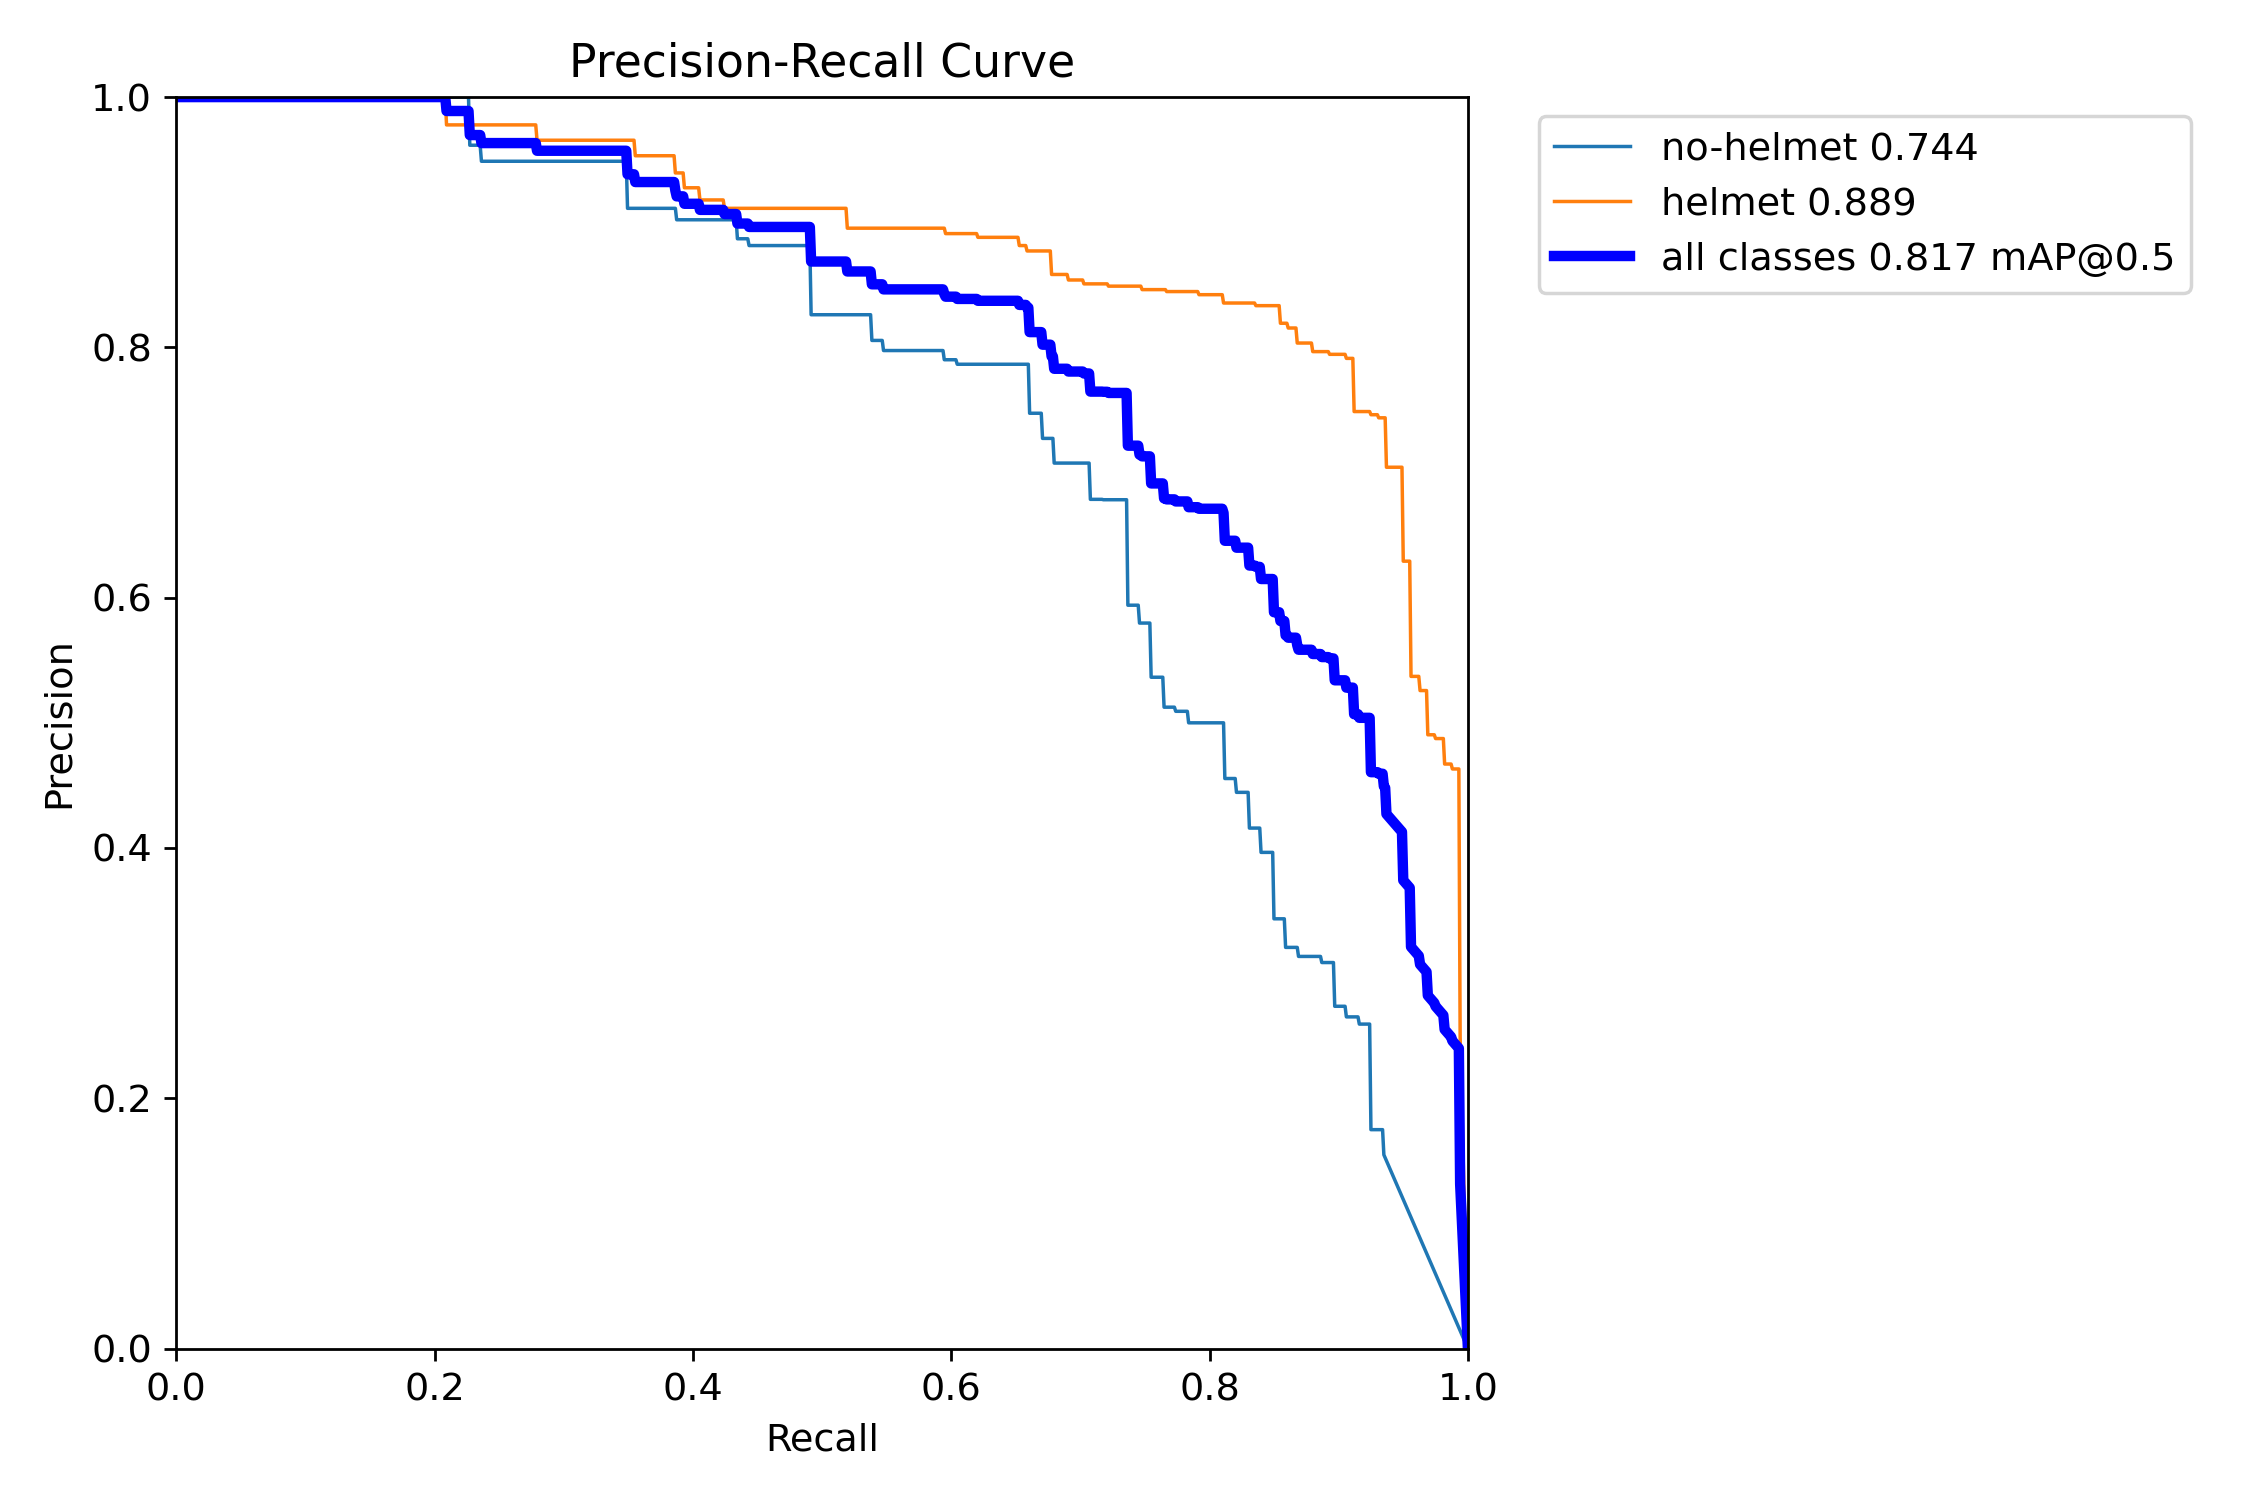 Precision-Recall Curve
no-helmet 0.744
helmet 0.889
all classes 0.817 mAP@0.5
1.0
0.8
0.6
0.4
0.2
0.0
Precision
0.0 0.2 0.4 0.6 0.8 1.0
Recall